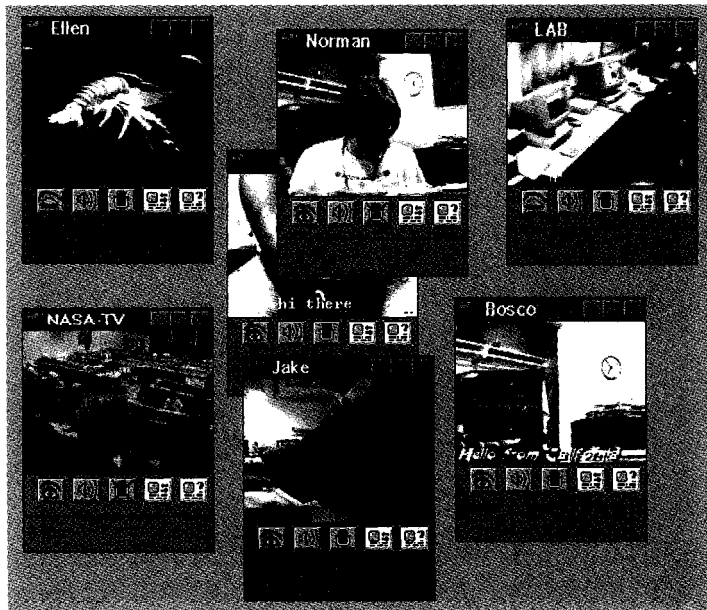 Ellen
Norman
LAB
hi there
NASA-TV
Jake
Bosco
Hello from California